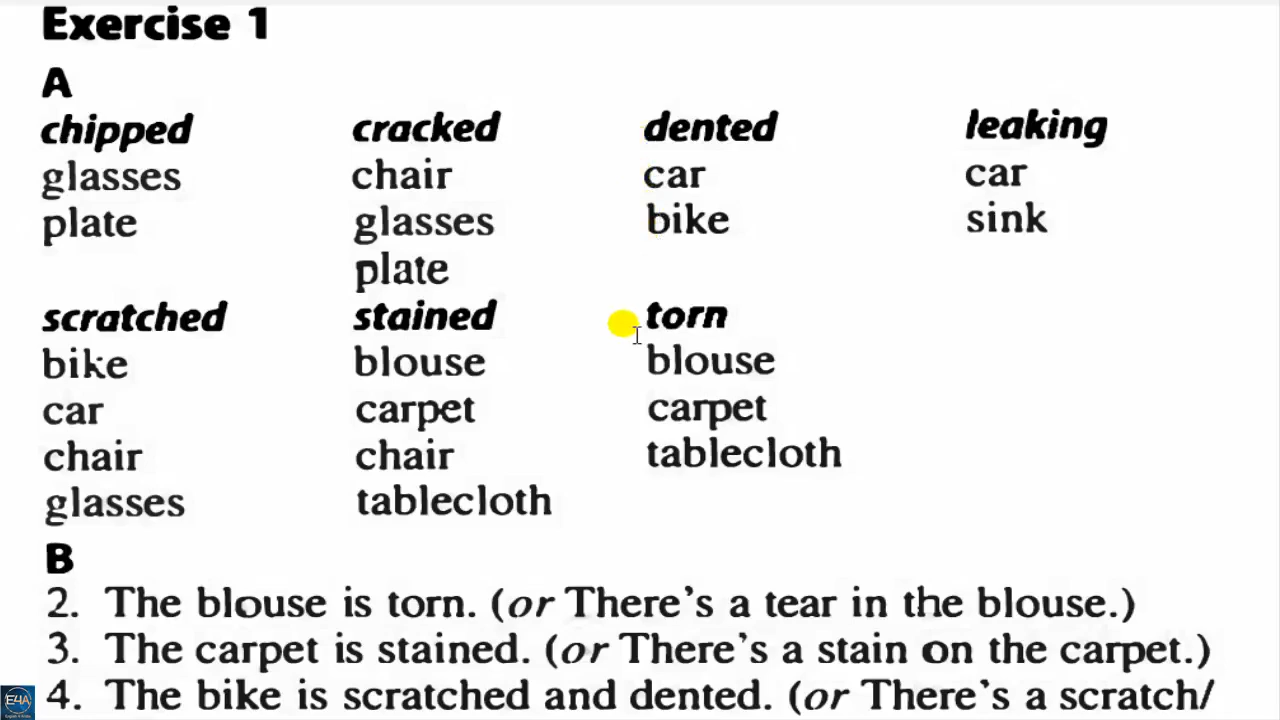 Exercise 1
A
chipped cracked dented leaking
glasses chair car car
plate glasses bike sink
plate
scratched stained torn
bike blouse blouse
car carpet carpet
chair chair tablecloth
glasses tablecloth
B
2. The blouse is torn. (or There's a tear in the blouse.)
3. The carpet is stained. (or There's a stain on the carpet.)
4. The bike is scratched and dented. (or There's a scratch/
E4A